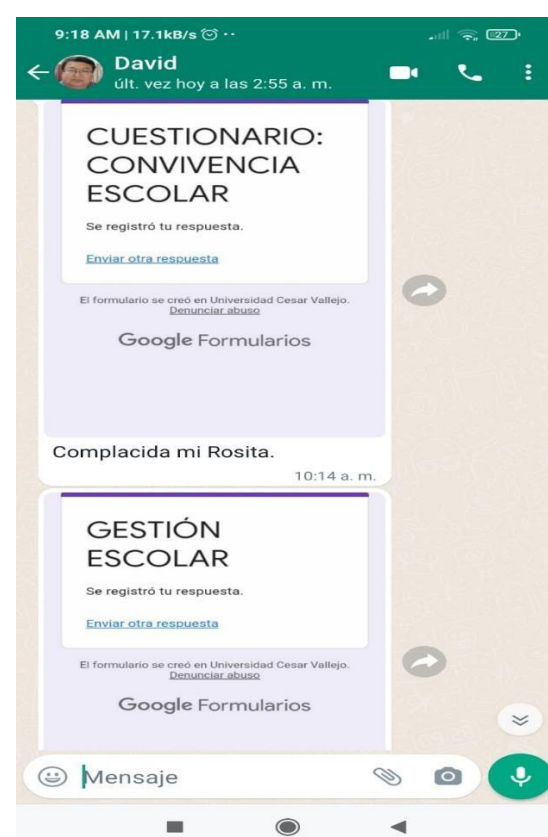 9:18 AM | 17.1kB/s
27
David
últ. vez hoy a las 2:55 a. m.
CUESTIONARIO:
CONVIVENCIA
ESCOLAR
Se registró tu respuesta.
Enviar otra respuesta
El formulario se creó en Universidad Cesar Vallejo.
Denunciar abuso
Google Formularios
Complacida mi Rosita.
10:14 a. m.
GESTIÓN
ESCOLAR
Se registró tu respuesta.
Enviar otra respuesta
El formulario se creó en Universidad Cesar Vallejo.
Denunciar abuso
Google Formularios
Mensaje